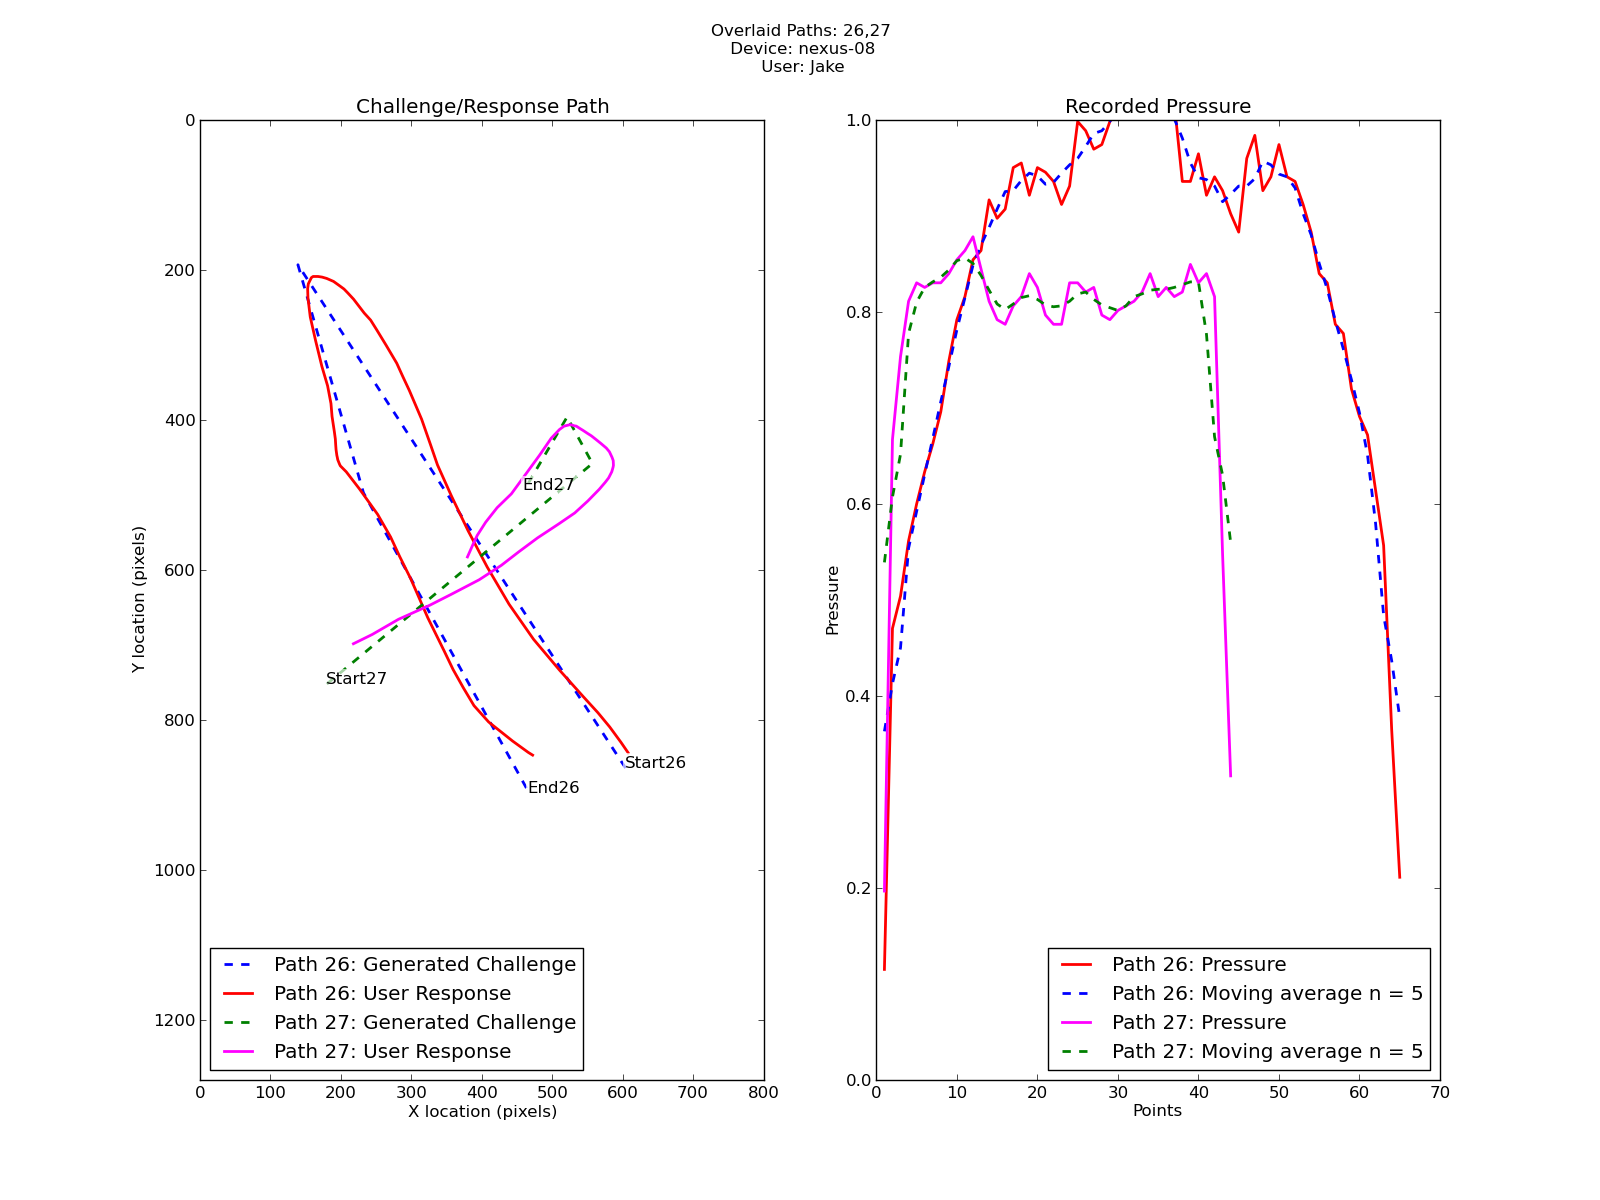 Overlaid Paths: 26,27
Device: nexus-08
User: Jake
Challenge/Response Path
0
200
400
600
800
1000
1200
Y location (pixels)
End27
Start27
Start26
End26
Path 26: Generated Challenge
Path 26: User Response
Path 27: Generated Challenge
Path 27: User Response
0 100 200 300 400 500 600 700 800
X location (pixels)
Recorded Pressure
1.0
0.8
0.6
0.4
0.2
0.0
Pressure
Path 26: Pressure
Path 26: Moving average n = 5
Path 27: Pressure
Path 27: Moving average n = 5
0 10 20 30 40 50 60 70
Points